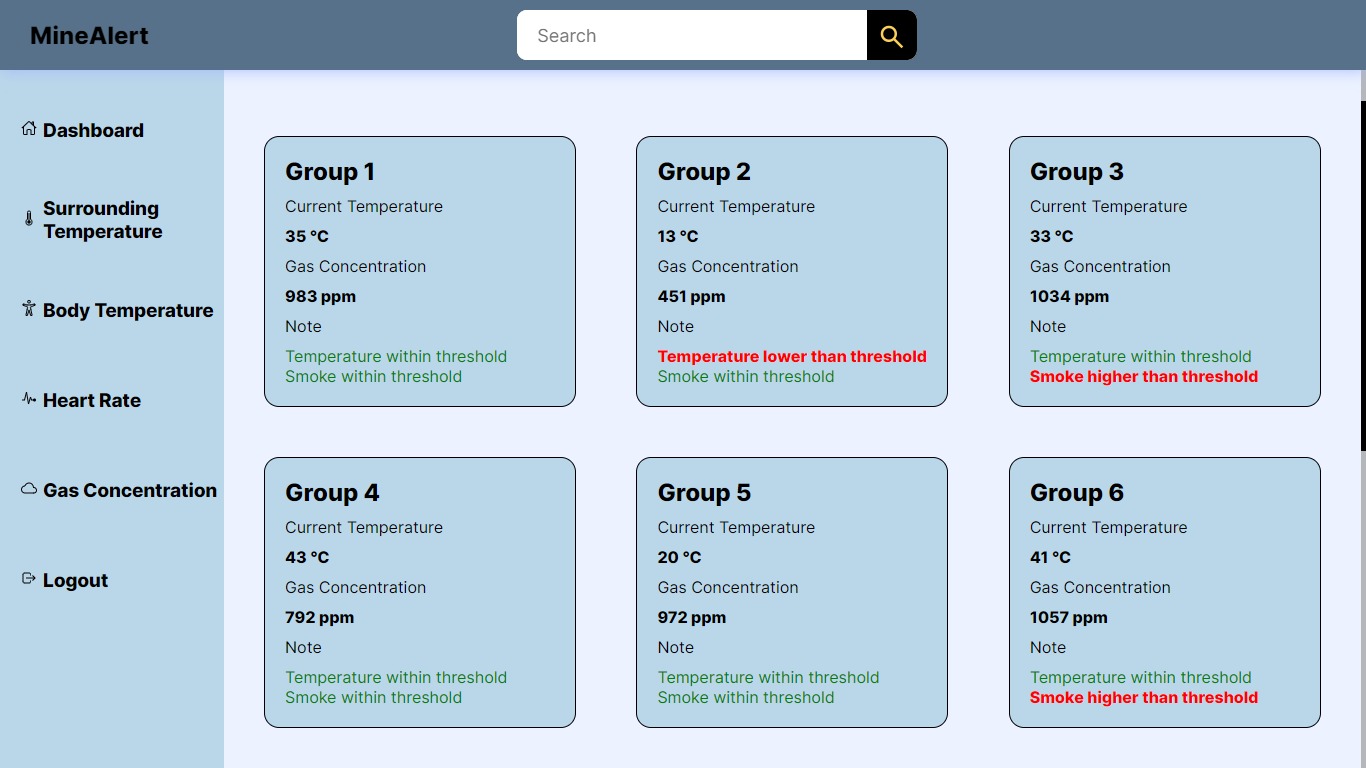 MineAlert
Search
Dashboard
Surrounding
Temperature
Body Temperature
Heart Rate
Gas Concentration
Logout
Group 1
Current Temperature
35 °C
Gas Concentration
983 ppm
Note
Temperature within threshold
Smoke within threshold
Group 2
Current Temperature
13 °C
Gas Concentration
451 ppm
Note
Temperature lower than threshold
Smoke within threshold
Group 3
Current Temperature
33 °C
Gas Concentration
1034 ppm
Note
Temperature within threshold
Smoke higher than threshold
Group 4
Current Temperature
43 °C
Gas Concentration
792 ppm
Note
Temperature within threshold
Smoke within threshold
Group 5
Current Temperature
20 °C
Gas Concentration
972 ppm
Note
Temperature within threshold
Smoke within threshold
Group 6
Current Temperature
41 °C
Gas Concentration
1057 ppm
Note
Temperature within threshold
Smoke higher than threshold